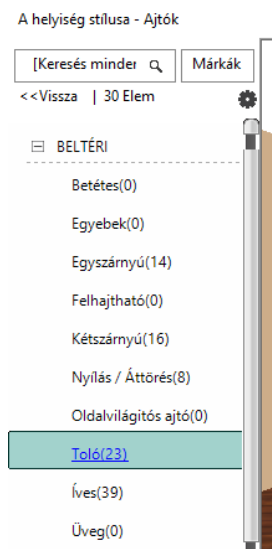 A helyiség stílusa - Ajtók
[Keresés minden Márkák
<<Vissza | 30 Elem
BELTÉRI
Betétes(0)
Egyebek(0)
Egyszárnyú(14)
Felhajtható(0)
Kétszárnyú(16)
Nyílás / Áttörés(8)
Oldalvilágítós ajtó(0)
Toló(23)
Íves(39)
Üveg(0)